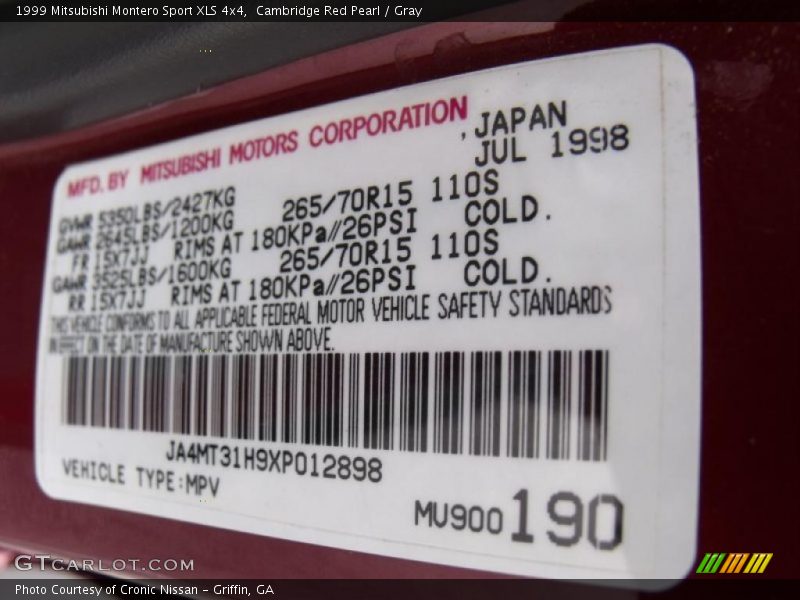 1999 Mitsubishi Montero Sport XLS 4x4, Cambridge Red Pearl / Gray
MFD. BY MITSUBISHI MOTORS CORPORATION , JAPAN
JUL 1998
GVWR 5350LBS/2427KG
GAWR 2645LBS/1200KG 265/70R15 110S
FR 15X7JJ RIMS AT 180KPa//26PSI COLD.
GAWR 3525LBS/1600KG 265/70R15 110S
RR 15X7JJ RIMS AT 180KPa//26PSI COLD.
THIS VEHICLE CONFORMS TO ALL APPLICABLE FEDERAL MOTOR VEHICLE SAFETY STANDARDS
IN EFFECT ON THE DATE OF MANUFACTURE SHOWN ABOVE.
JA4MT31H9XP012898
VEHICLE TYPE:MPV
MU900 190
GTCARLOT.COM
Photo Courtesy of Cronic Nissan - Griffin, GA